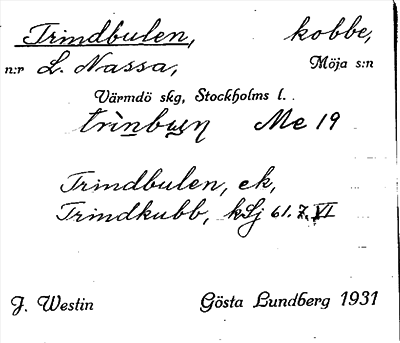 Trindbulen, kobbe,
n:r L. Nassa, Möja s:n
Värmdö skg, Stockholms l.
Me 19
Trindbulen, ek,
Trindkubb, kSj 61. 7. VI
J. Westin Gösta Lundberg 1931